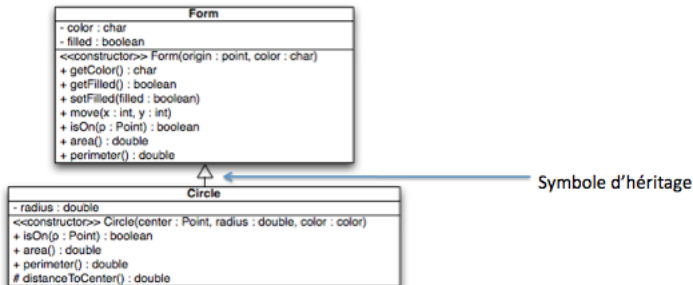 Form
- color : char
- filled : boolean
<<constructor>> Form(origin : point, color : char)
+ getColor() : char
+ getFilled() : boolean
+ setFilled(filled : boolean)
+ move(x : int, y : int)
+ isOn(p : Point) : boolean
+ area() : double
+ perimeter() : double
Symbole d'héritage
Circle
- radius : double
<<constructor>> Circle(center : Point, radius : double, color : color)
+ isOn(p : Point) : boolean
+ area() : double
+ perimeter() : double
# distanceToCenter() : double